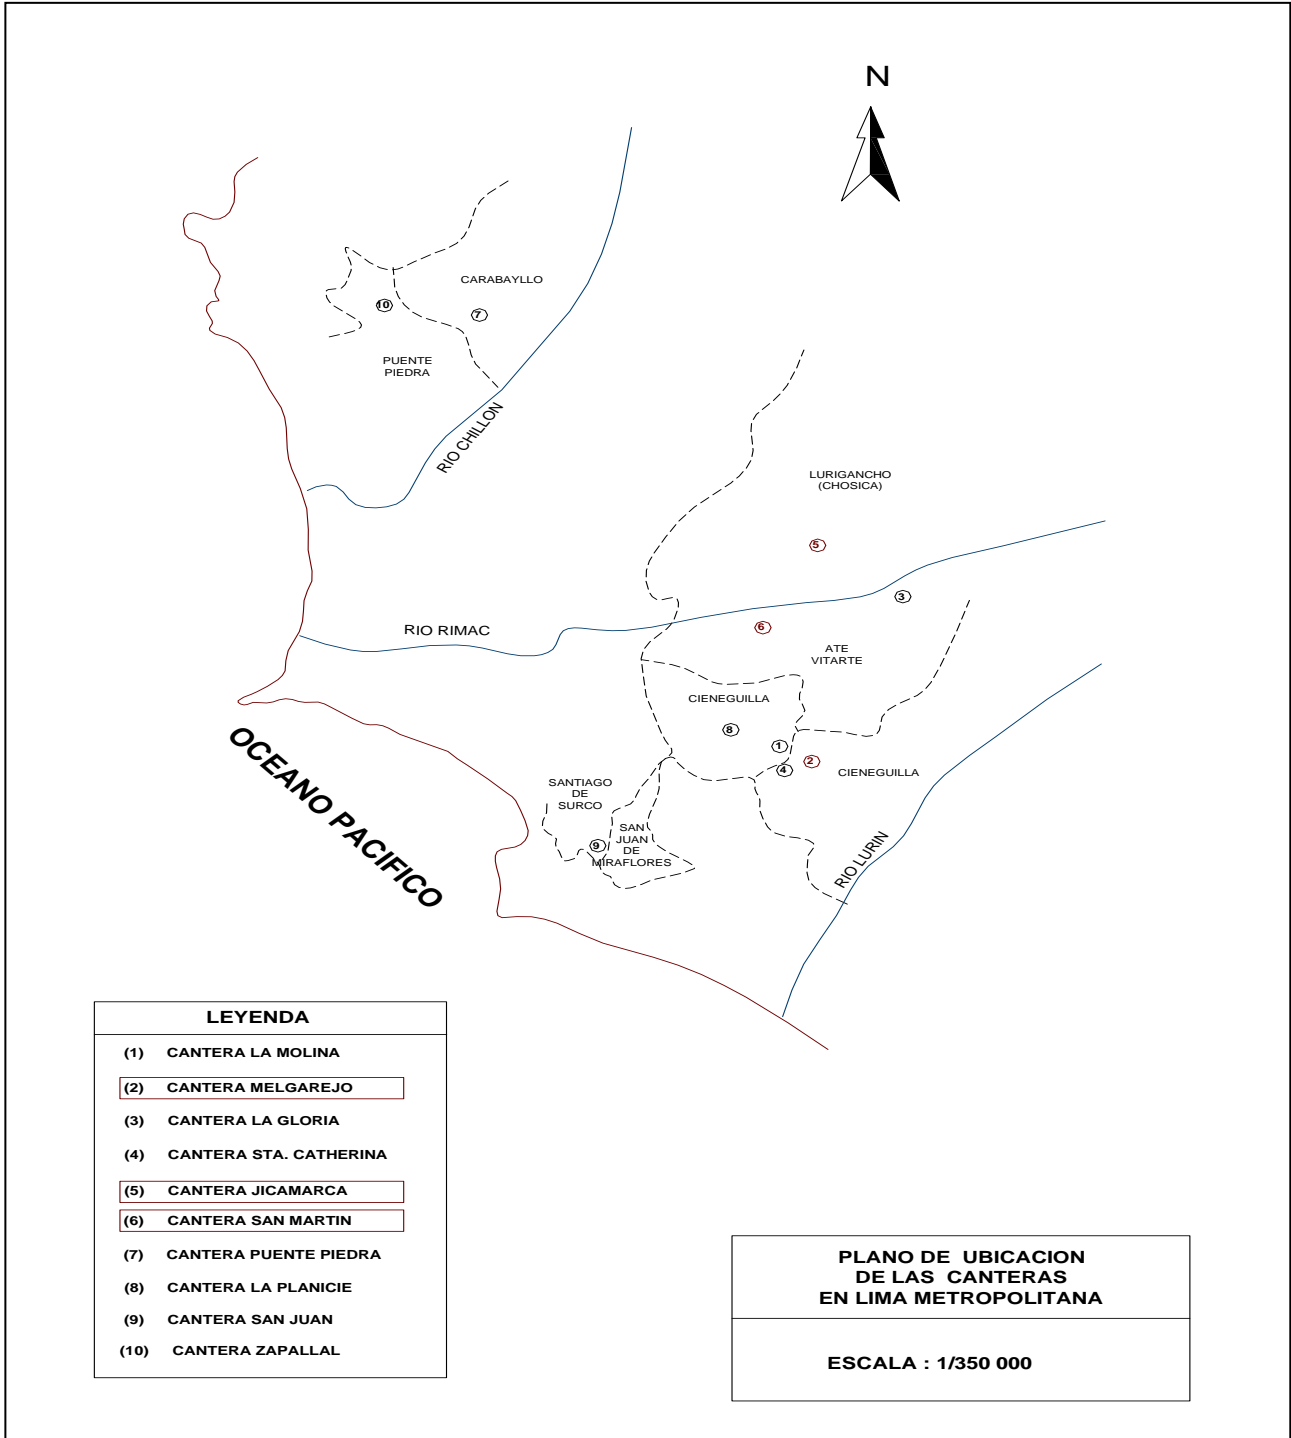 N
CARABAYLLO
10
7
PUENTE
PIEDRA
RIO CHILLON
LURIGANCHO
(CHOSICA)
5
3
RIO RIMAC
6
ATE
VITARTE
CIENEGUILLA
8
1
4
2
CIENEGUILLA
OCEANO PACIFICO
SANTIAGO
DE
SURCO
SAN
JUAN
DE
MIRAFLORES
9
RIO LURIN
LEYENDA
(1) CANTERA LA MOLINA
(2) CANTERA MELGAREJO
(3) CANTERA LA GLORIA
(4) CANTERA STA. CATHERINA
(5) CANTERA JICAMARCA
(6) CANTERA SAN MARTIN
(7) CANTERA PUENTE PIEDRA
(8) CANTERA LA PLANICIE
(9) CANTERA SAN JUAN
(10) CANTERA ZAPALLAL
PLANO DE UBICACION
DE LAS CANTERAS
EN LIMA METROPOLITANA
ESCALA : 1/350 000